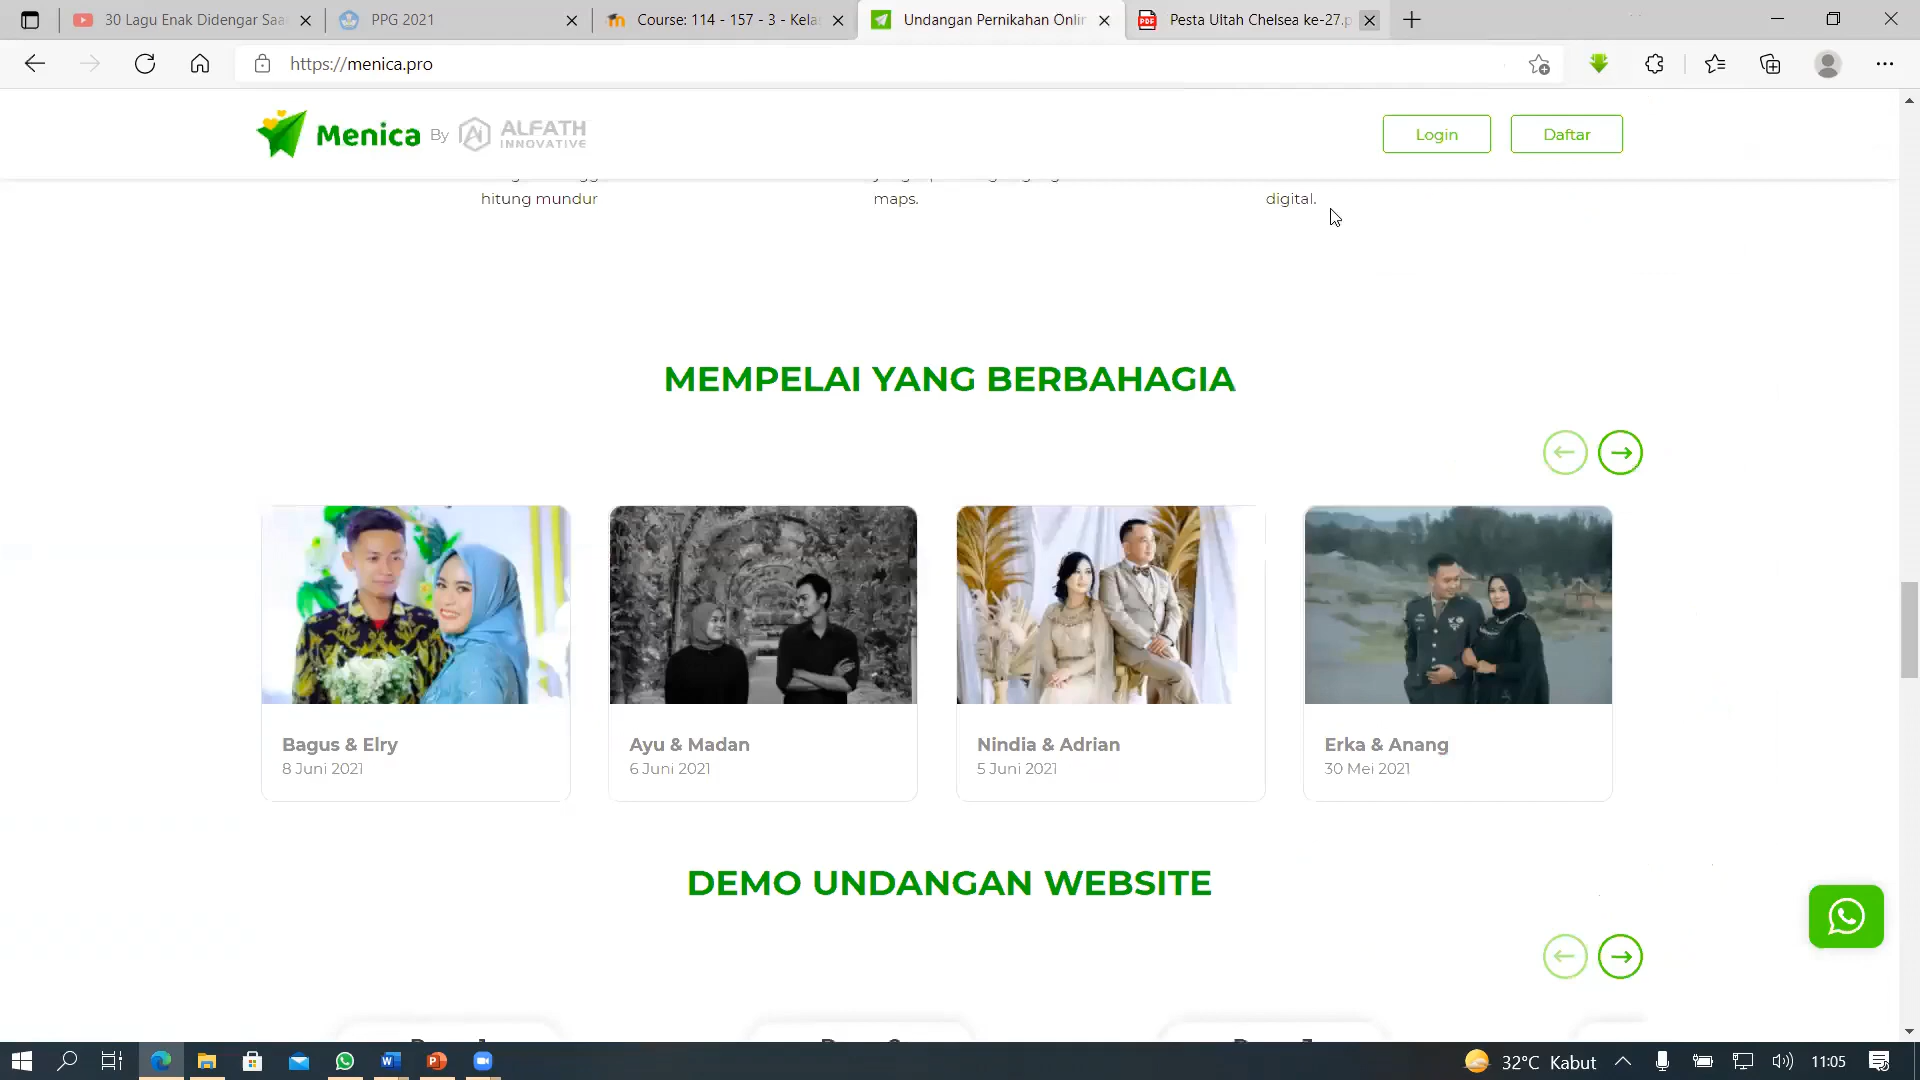 30 Lagu Enak Didengar Saa
PPG 2021
Course: 114 - 157 - 3 - Kela
Undangan Pernikahan Onlin
Pesta Ultah Chelsea ke-27.p
https://menica.pro
Menica By ALFATH INNOVATIVE
Login
Daftar
hitung mundur
maps.
digital.
MEMPELAI YANG BERBAHAGIA
Bagus & Elry
8 Juni 2021
Ayu & Madan
6 Juni 2021
Nindia & Adrian
5 Juni 2021
Erka & Anang
30 Mei 2021
DEMO UNDANGAN WEBSITE
32°C Kabut
11:05